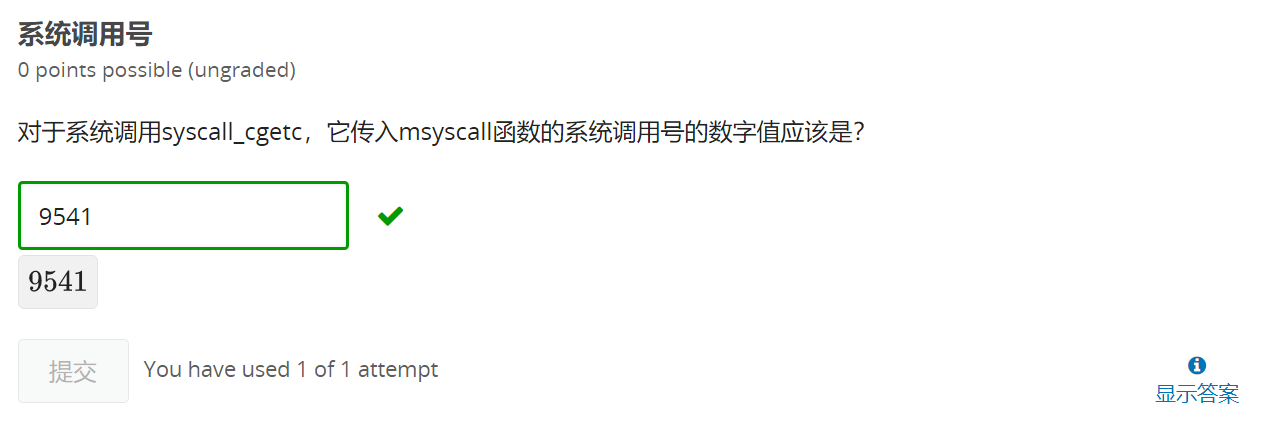 系统调用号
0 points possible (ungraded)
对于系统调用syscall_cgetc，它传入msyscall函数的系统调用号的数字值应该是？
9541
9541
提交
You have used 1 of 1 attempt
显示答案